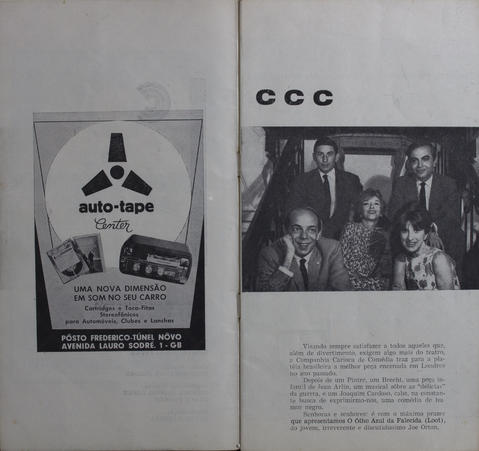 auto-tape
Center
UMA NOVA DIMENSÃO
EM SOM NO SEU CARRO
Cartridges e Toca-Fitas
Stereofônicos
para Automóveis, Clubes e Lanchas
PÔSTO FREDERICO-TÚNEL NÔVO
AVENIDA LAURO SODRÉ, 1 - GB
CCC
Visando sempre satisfazer a todos aqueles que,
além de divertimento, exigem algo mais do teatro,
a Companhia Carioca de Comédia traz para a pla-
téia brasileira a melhor peça encenada em Londres
no ano passado.
Depois de um Pinter, um Brecht, uma peça in-
fantil de Jean Arlin, um musical sôbre as "delícias"
da guerra, e um Joaquim Cardoso, cabe, na constan-
te busca de exprimirmo-nos, uma comédia de hu-
mor negro.
Senhoras e senhores: é com o máximo prazer
que apresentamos O ôlho Azul da Falecida (Loot),
do jovem, irreverente e discutidíssimo Joe Orton.